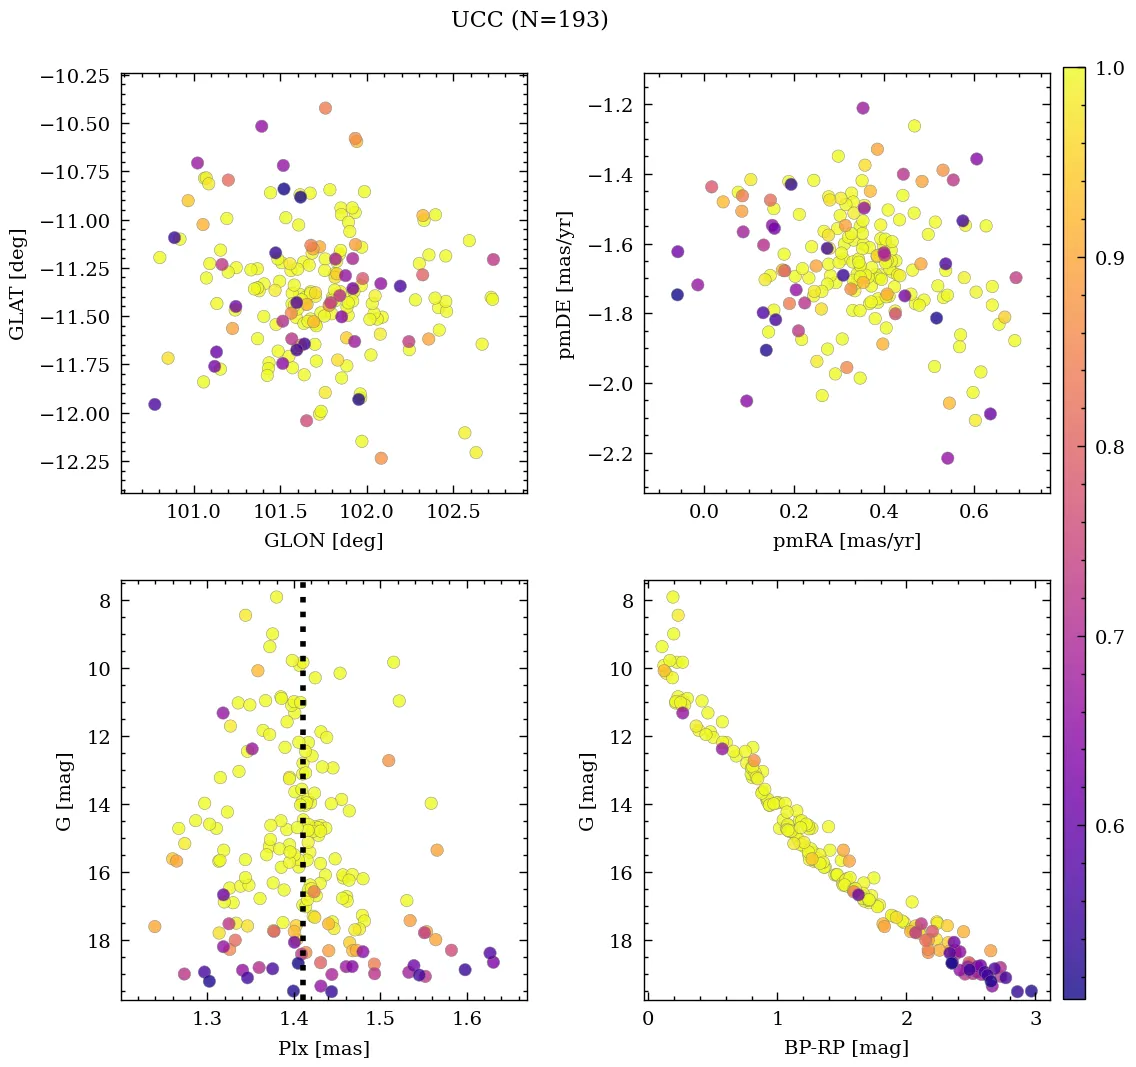 UCC (N=193)
−10.25
−10.50
−10.75
−11.00
−11.25
−11.50
−11.75
−12.00
−12.25
GLAT [deg]
101.0 101.5 102.0 102.5
GLON [deg]
−1.2
−1.4
−1.6
−1.8
−2.0
−2.2
pmDE [mas/yr]
0.0 0.2 0.4 0.6
pmRA [mas/yr]
1.0
0.9
0.8
0.7
0.6
8
10
12
14
16
18
G [mag]
1.3 1.4 1.5 1.6
Plx [mas]
8
10
12
14
16
18
G [mag]
0 1 2 3
BP-RP [mag]